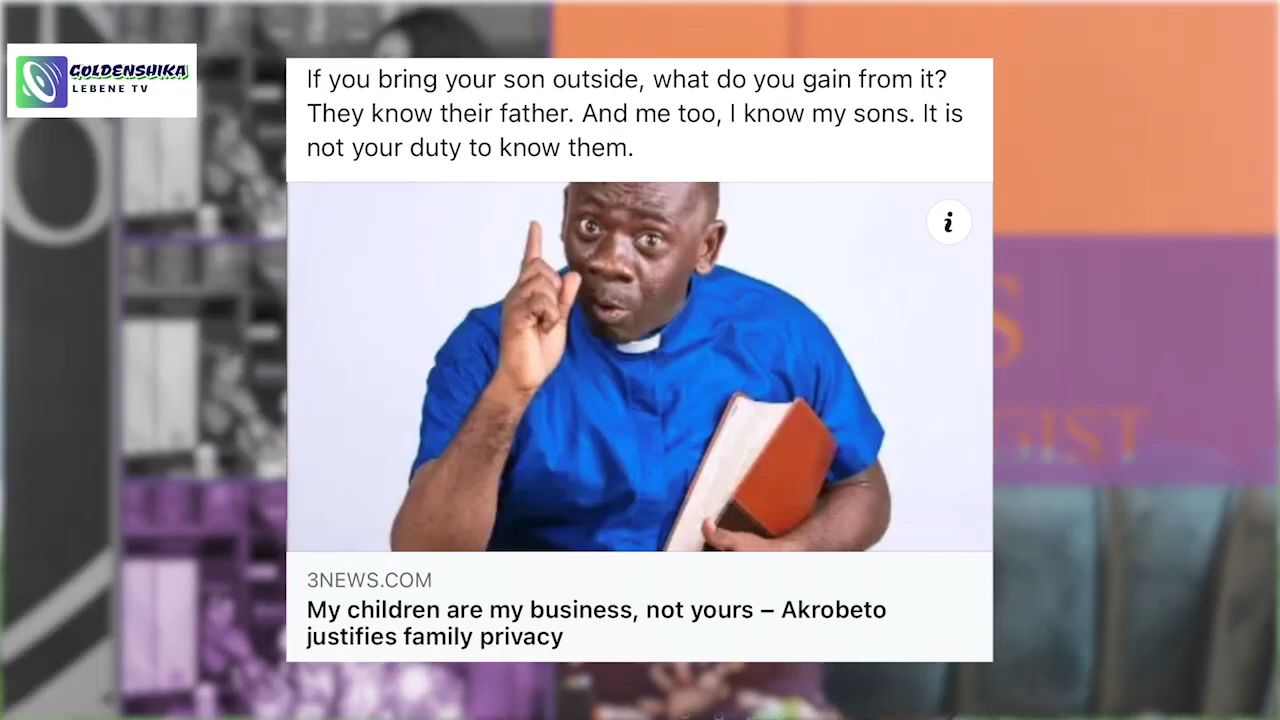 GOLDENSHIKA
LEBENE TV
If you bring your son outside, what do you gain from it?
They know their father. And me too, I know my sons. It is
not your duty to know them.
i
3NEWS.COM
My children are my business, not yours – Akrobeto
justifies family privacy